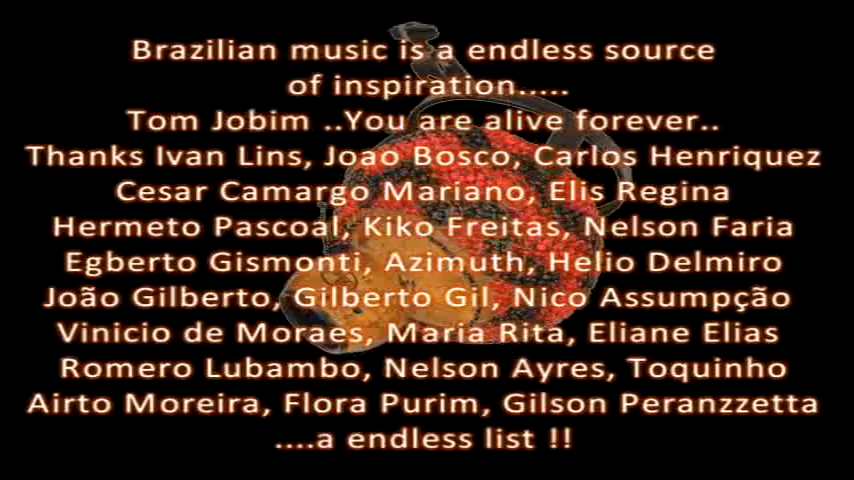 Brazilian music is a endless source
of inspiration.....
Tom Jobim ..You are alive forever..
Thanks Ivan Lins, Joao Bosco, Carlos Henriquez
Cesar Camargo Mariano, Elis Regina
Hermeto Pascoal, Kiko Freitas, Nelson Faria
Egberto Gismonti, Azimuth, Helio Delmiro
João Gilberto, Gilberto Gil, Nico Assumpção
Vinicio de Moraes, Maria Rita, Eliane Elias
Romero Lubambo, Nelson Ayres, Toquinho
Airto Moreira, Flora Purim, Gilson Peranzzetta
....a endless list !!